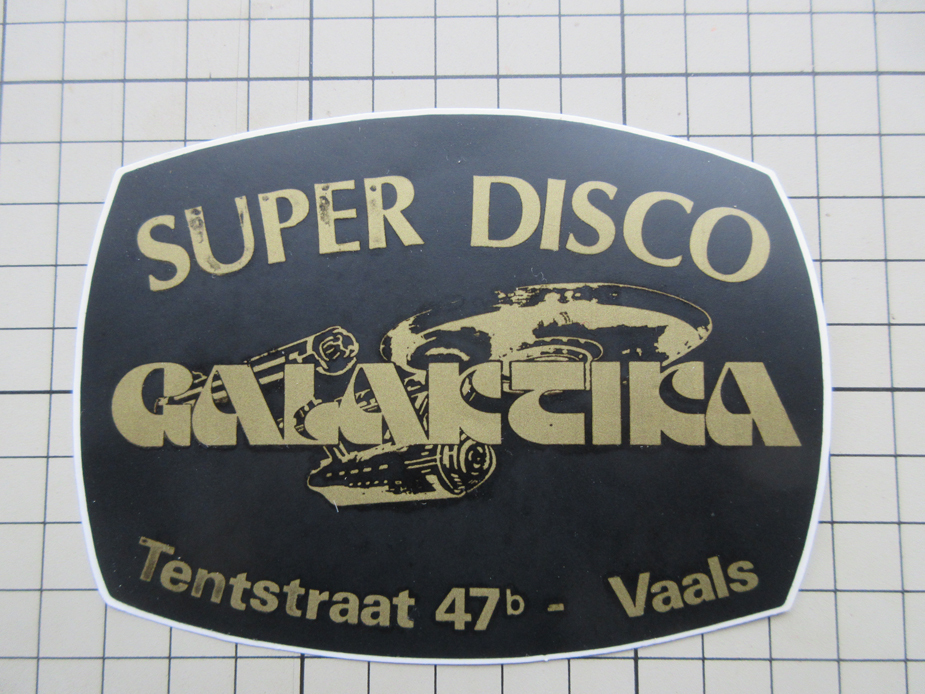 SUPER DISCO
GALAKTIKA
Tentstraat 47b - Vaals